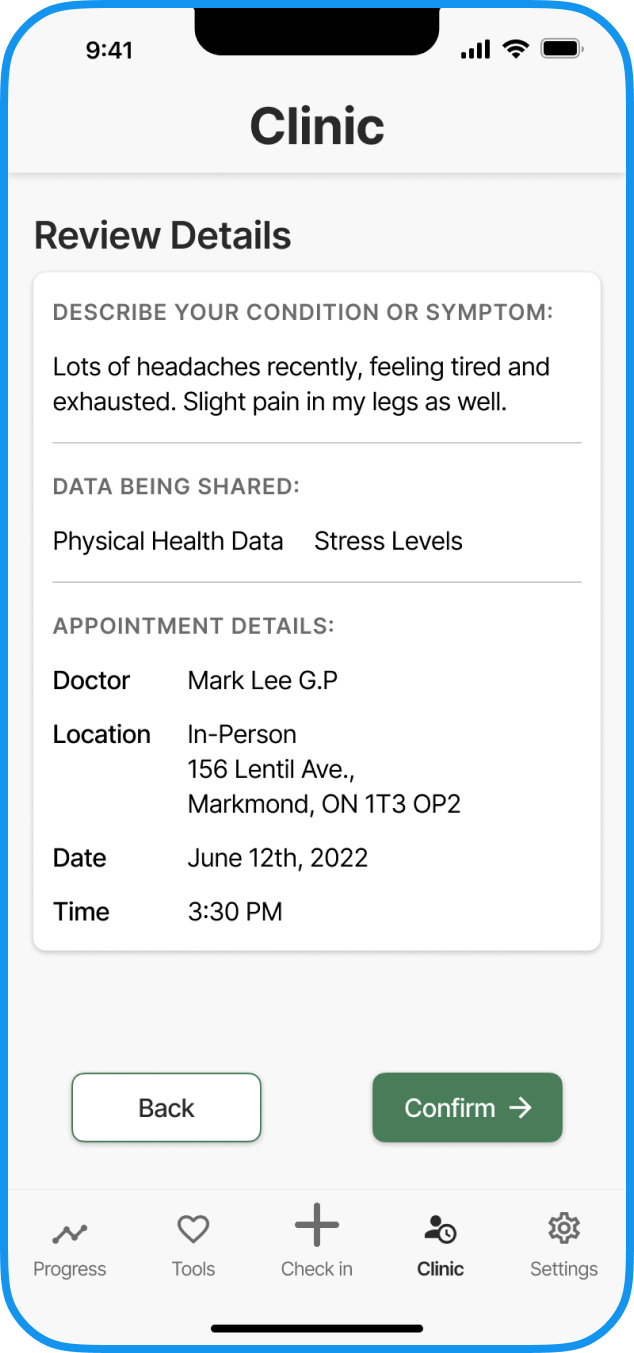 9:41
Clinic
Review Details
DESCRIBE YOUR CONDITION OR SYMPTOM:
Lots of headaches recently, feeling tired and
exhausted. Slight pain in my legs as well.
DATA BEING SHARED:
Physical Health Data Stress Levels
APPOINTMENT DETAILS:
Doctor Mark Lee G.P
Location In-Person
156 Lentil Ave.,
Markmond, ON 1T3 OP2
Date June 12th, 2022
Time 3:30 PM
Back Confirm →
Progress Tools Check in Clinic Settings